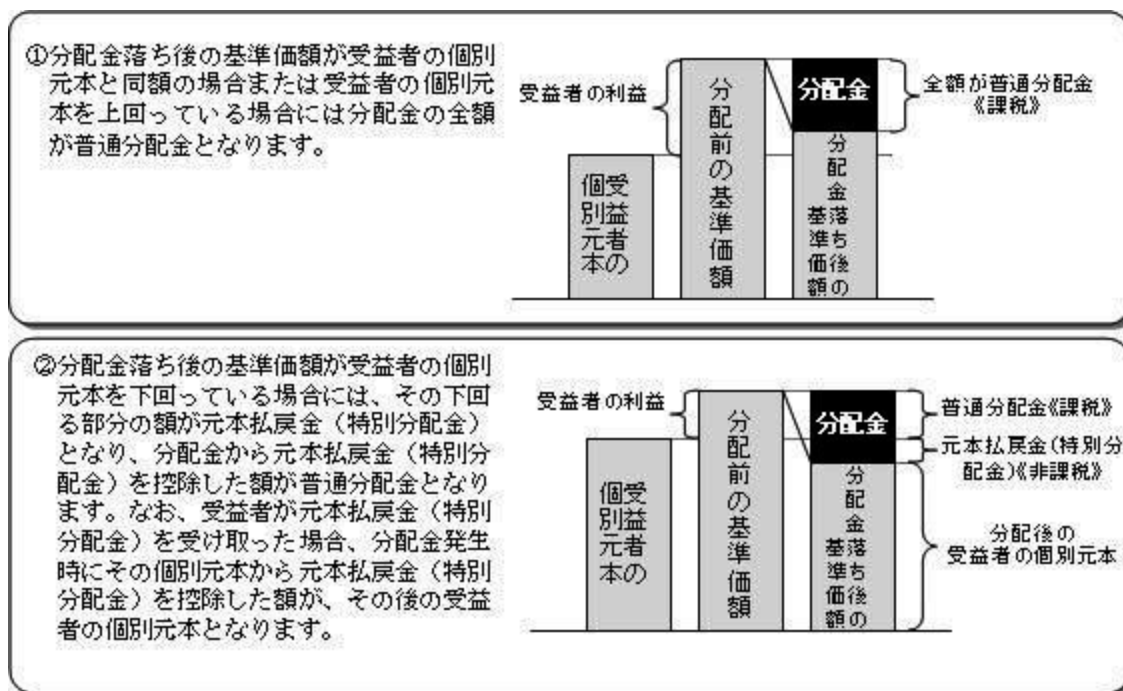 ①分配金落ち後の基準価額が受益者の個別
元本と同額の場合または受益者の個別元
本を上回っている場合には分配金の全額
が普通分配金となります。
受益者の利益
受益者の
個別元本
分配前の基準価額
分配金
分配金落ち後の
基準価額
全額が普通分配金
《課税》
②分配金落ち後の基準価額が受益者の個別
元本を下回っている場合には、その下回
る部分の額が元本払戻金（特別分配金）
となり、分配金から元本払戻金（特別分
配金）を控除した額が普通分配金となり
ます。なお、受益者が元本払戻金（特別
分配金）を受け取った場合、分配金発生
時にその個別元本から元本払戻金（特別
分配金）を控除した額が、その後の受益
者の個別元本となります。
受益者の利益
受益者の
個別元本
分配前の基準価額
分配金
分配金落ち後の
基準価額
普通分配金《課税》
元本払戻金(特別分
配金)《非課税》
分配後の
受益者の個別元本